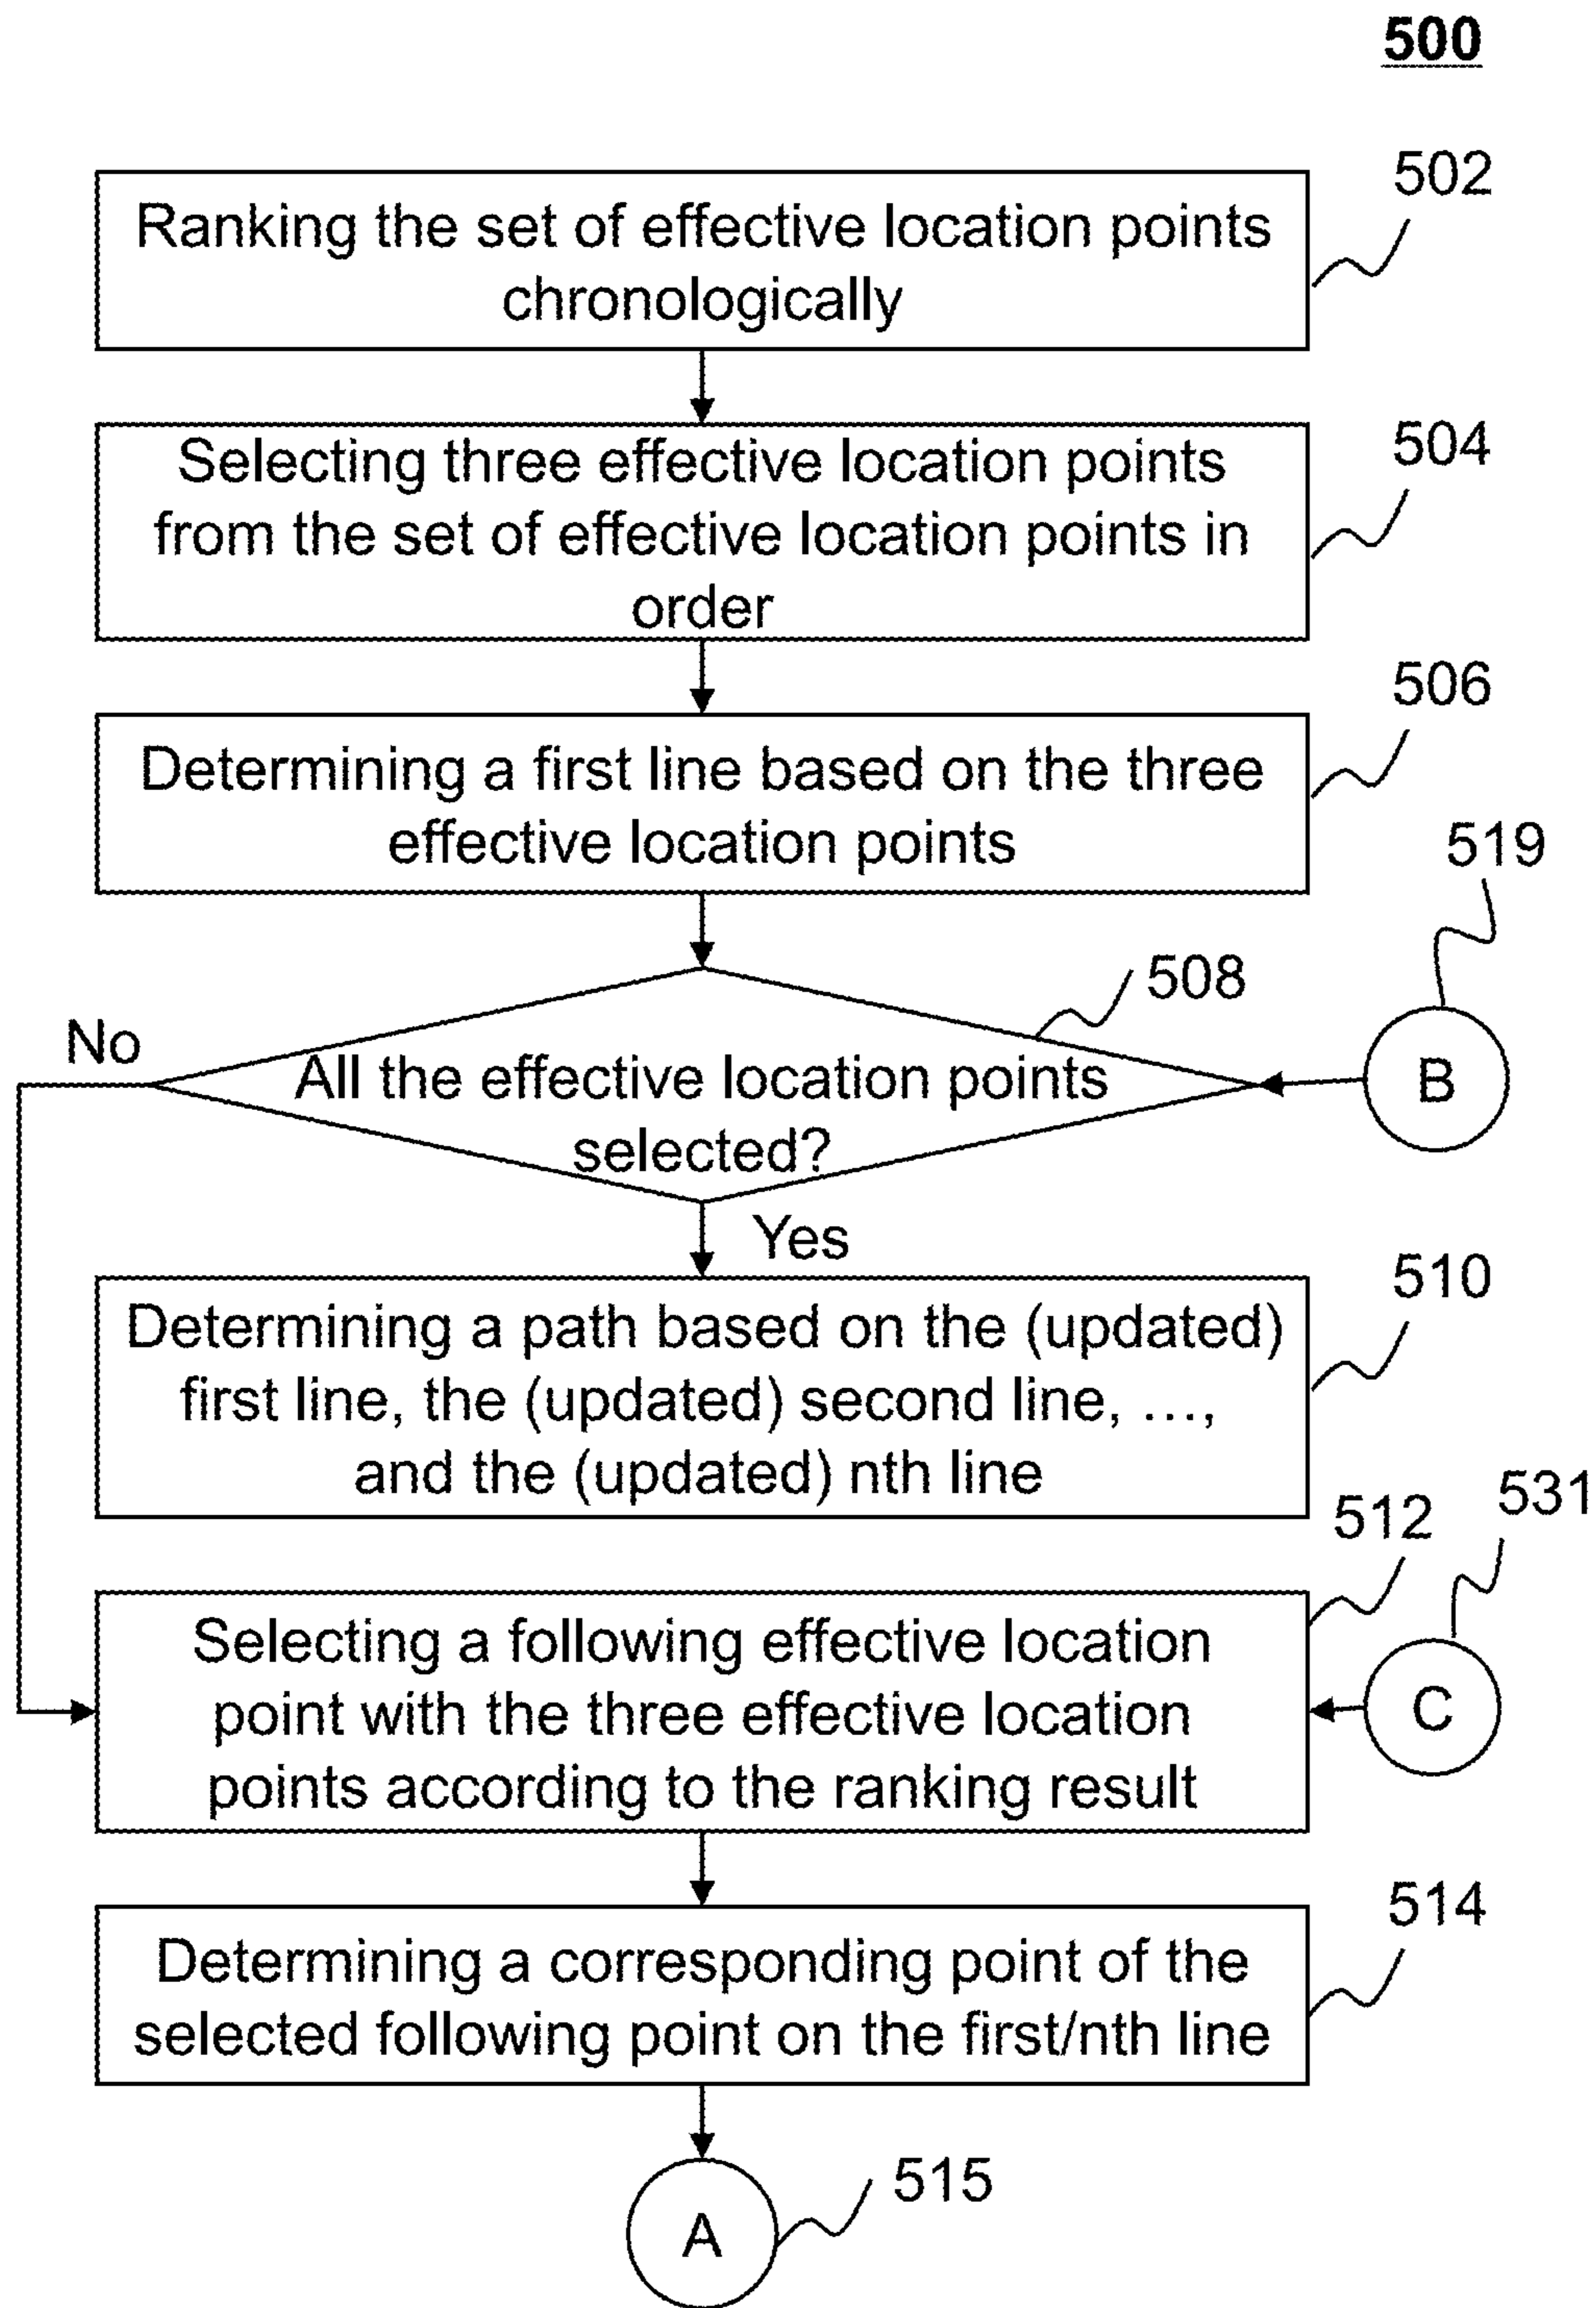 500
502
Ranking the set of effective location points
chronologically
504
Selecting three effective location points
from the set of effective location points in
order
506
Determining a first line based on the three
effective location points
519
508
No
All the effective location points
selected?
B
Yes
510
Determining a path based on the (updated)
first line, the (updated) second line, …,
and the (updated) nth line
512
531
Selecting a following effective location
point with the three effective location
points according to the ranking result
C
514
Determining a corresponding point of the
selected following point on the first/nth line
515
A